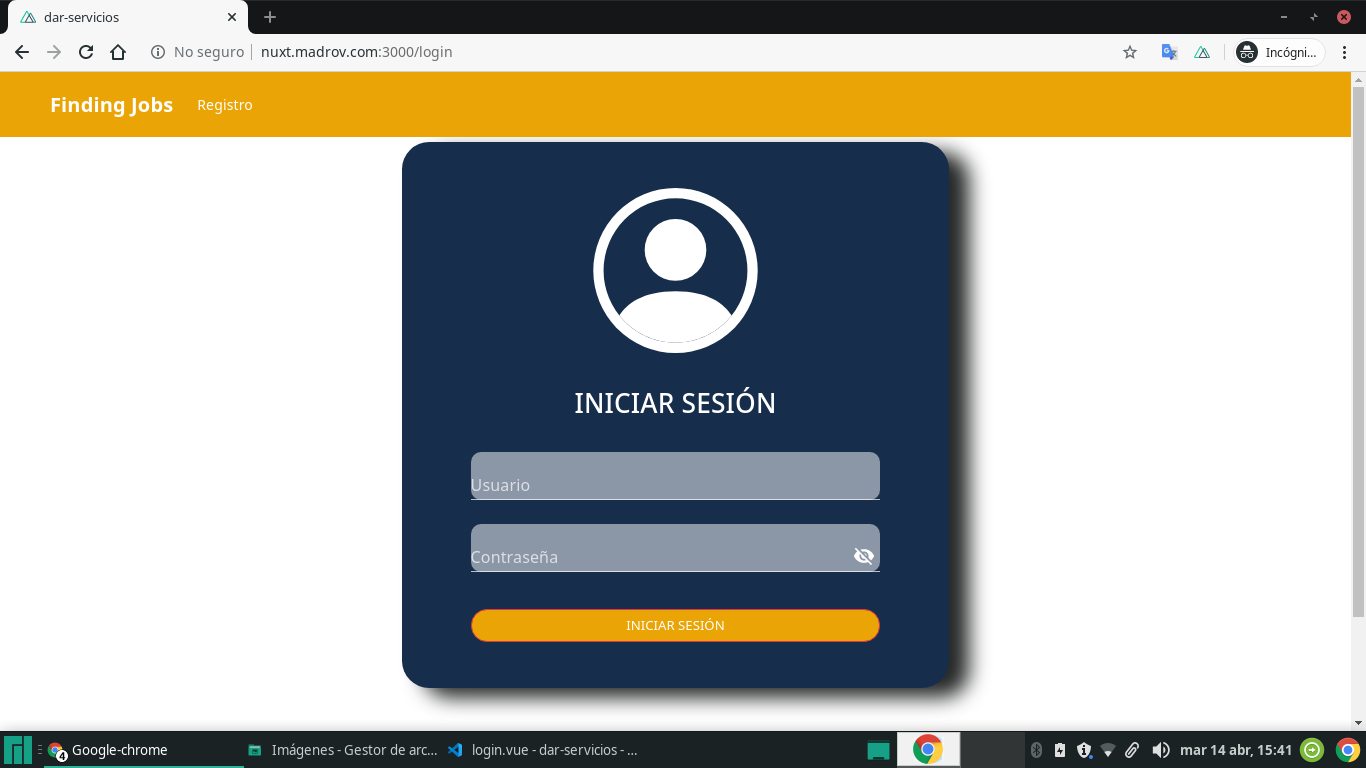 dar-servicios
No seguro
nuxt.madrov.com:3000/login
Incógni...
Finding Jobs
Registro
INICIAR SESIÓN
Usuario
Contraseña
INICIAR SESIÓN
4
Google-chrome
Imágenes - Gestor de arc...
login.vue - dar-servicios - ...
mar 14 abr, 15:41